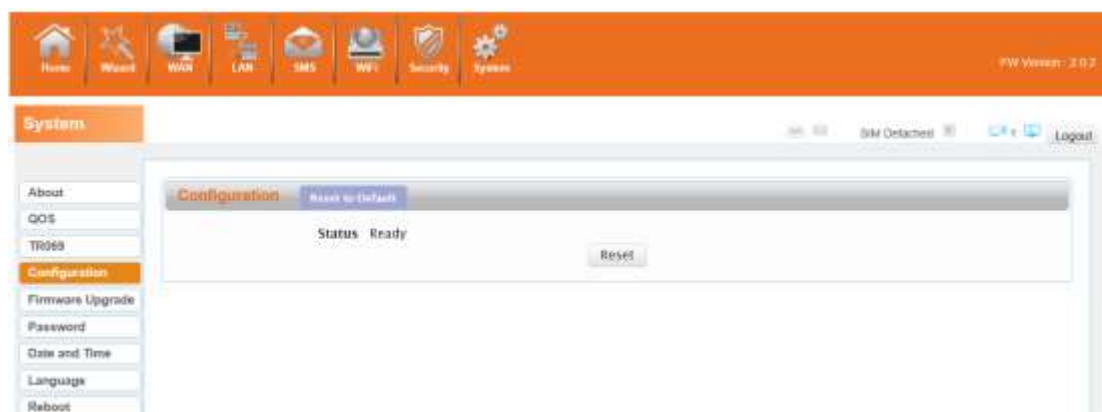 Home Wizard WAN LAN SMS WiFi Security System
FW Version : 2.0.2
System
SIM Detached
Logout
About
Configuration Reset to Default
QOS
Status Ready
TR069
Reset
Configuration
Firmware Upgrade
Password
Date and Time
Language
Reboot